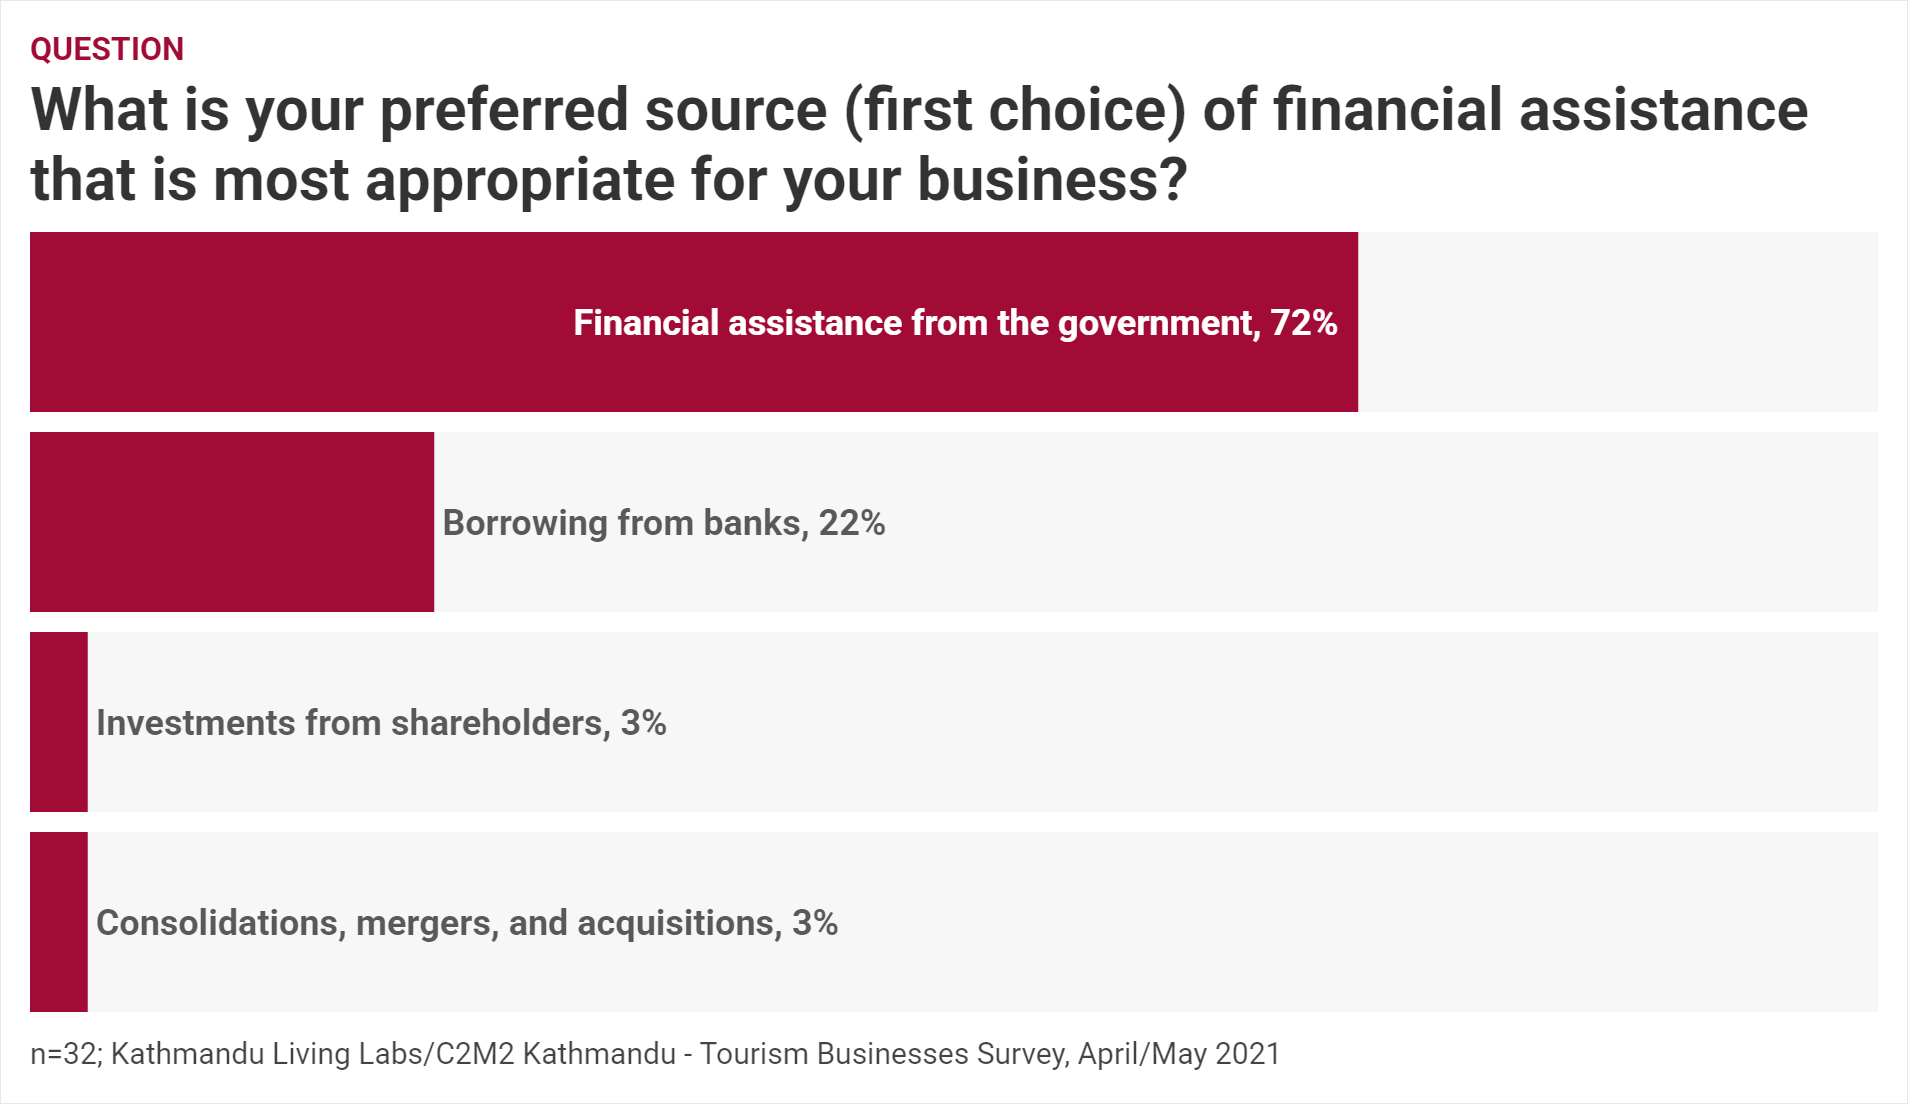 QUESTION
What is your preferred source (first choice) of financial assistance
that is most appropriate for your business?
Financial assistance from the government, 72%
Borrowing from banks, 22%
Investments from shareholders, 3%
Consolidations, mergers, and acquisitions, 3%
n=32; Kathmandu Living Labs/C2M2 Kathmandu - Tourism Businesses Survey, April/May 2021